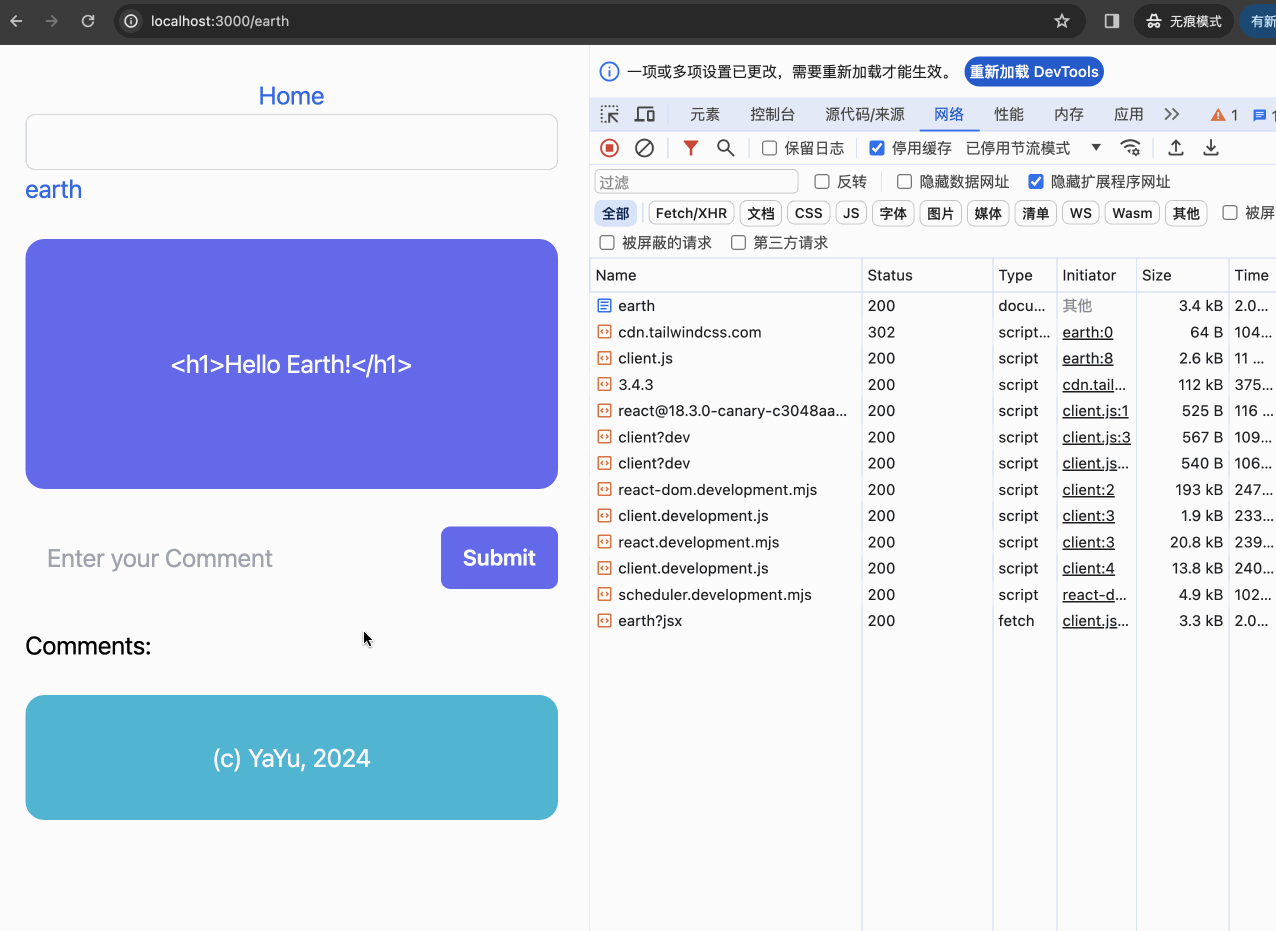 localhost:3000/earth
无痕模式
有新
Home
earth
<h1>Hello Earth!</h1>
Enter your Comment
Submit
Comments:
(c) YaYu, 2024
一项或多项设置已更改，需要重新加载才能生效。 重新加载 DevTools
元素 控制台 源代码/来源 网络 性能 内存 应用 1 1
保留日志 停用缓存 已停用节流模式
过滤 反转 隐藏数据网址 隐藏扩展程序网址
全部 Fetch/XHR 文档 CSS JS 字体 图片 媒体 清单 WS Wasm 其他 被屏
被屏蔽的请求 第三方请求
Name Status Type Initiator Size Time
earth 200 docu... 其他 3.4 kB 2.0...
cdn.tailwindcss.com 302 script... earth:0 64 B 104...
client.js 200 script earth:8 2.6 kB 11 ...
3.4.3 200 script cdn.tail... 112 kB 375...
react@18.3.0-canary-c3048aa... 200 script client.js:1 525 B 116 ...
client?dev 200 script client.js:3 567 B 109...
client?dev 200 script client.js... 540 B 106...
react-dom.development.mjs 200 script client:2 193 kB 247...
client.development.js 200 script client:3 1.9 kB 233...
react.development.mjs 200 script client:3 20.8 kB 239...
client.development.js 200 script client:4 13.8 kB 240...
scheduler.development.mjs 200 script react-d... 4.9 kB 102...
earth?jsx 200 fetch client.js... 3.3 kB 2.0...